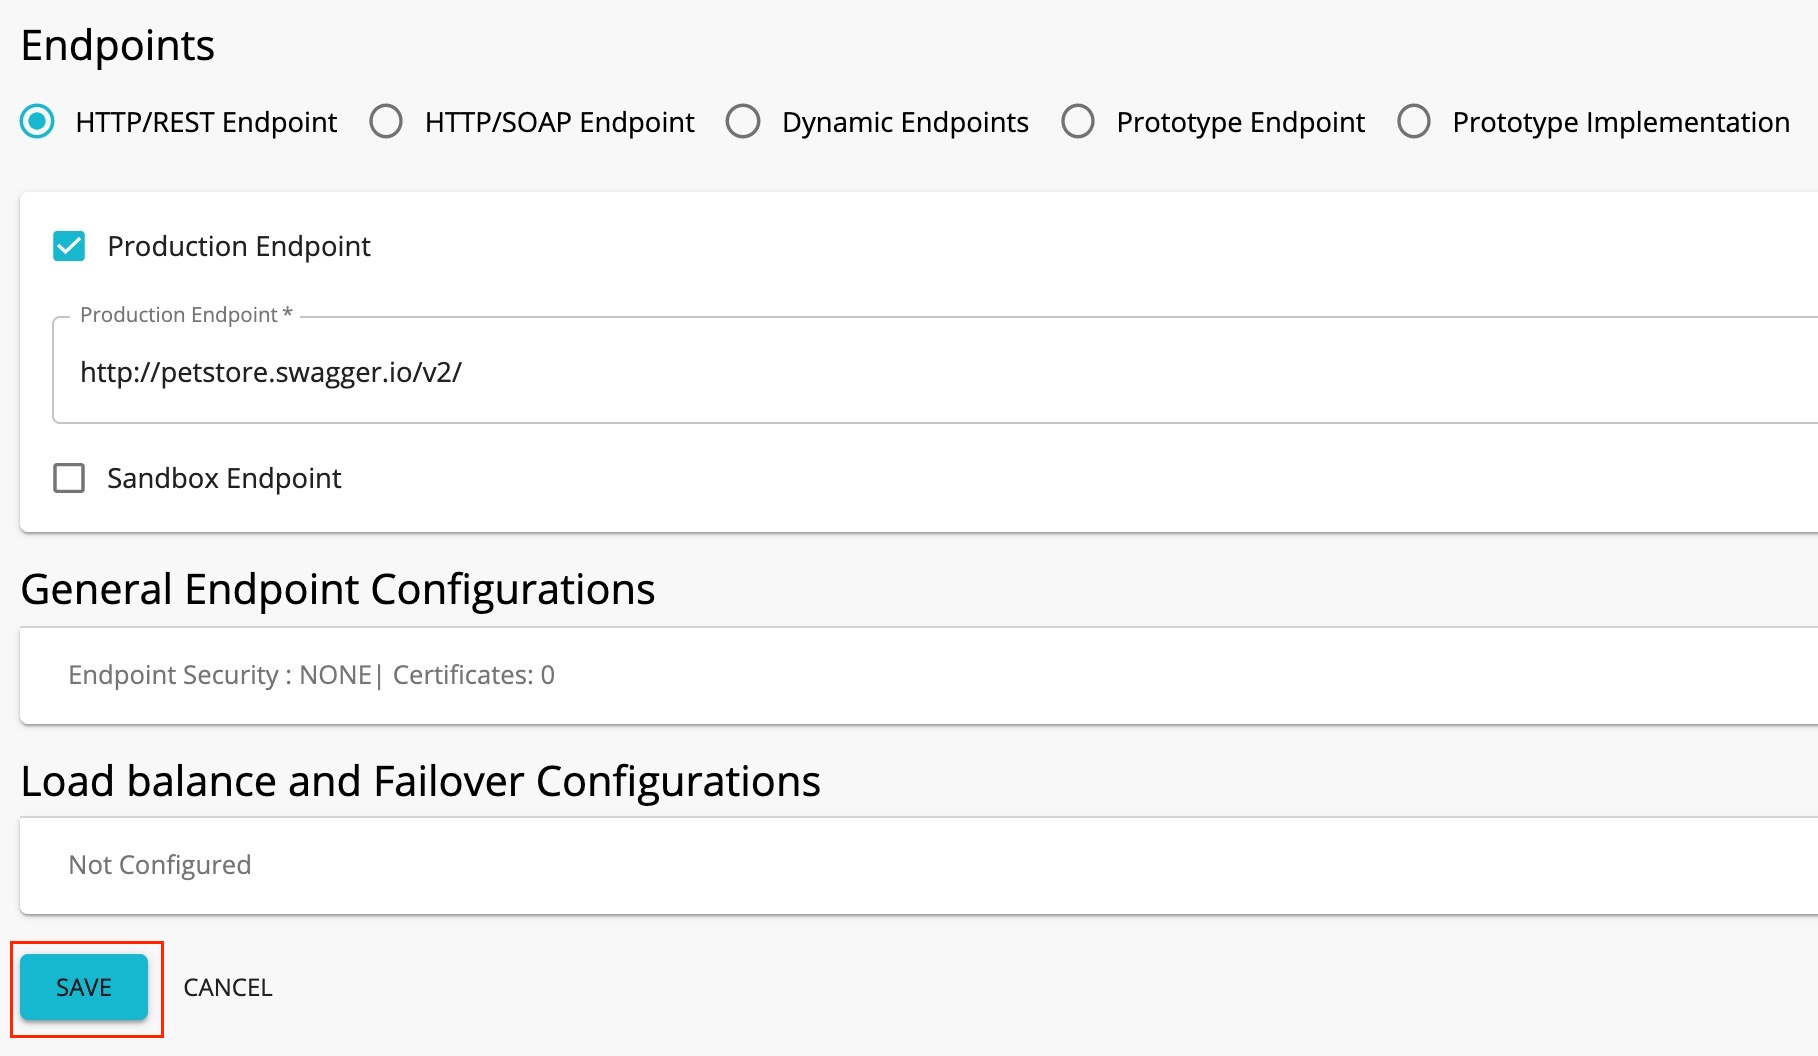 Endpoints
HTTP/REST Endpoint HTTP/SOAP Endpoint Dynamic Endpoints Prototype Endpoint Prototype Implementation
Production Endpoint
Production Endpoint *
http://petstore.swagger.io/v2/
Sandbox Endpoint
General Endpoint Configurations
Endpoint Security : NONE| Certificates: 0
Load balance and Failover Configurations
Not Configured
SAVE CANCEL